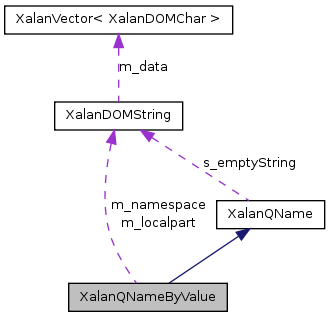 XalanVector< XalanDOMChar >
m_data
XalanDOMString
s_emptyString
m_namespace
m_localpart
XalanQName
XalanQNameByValue